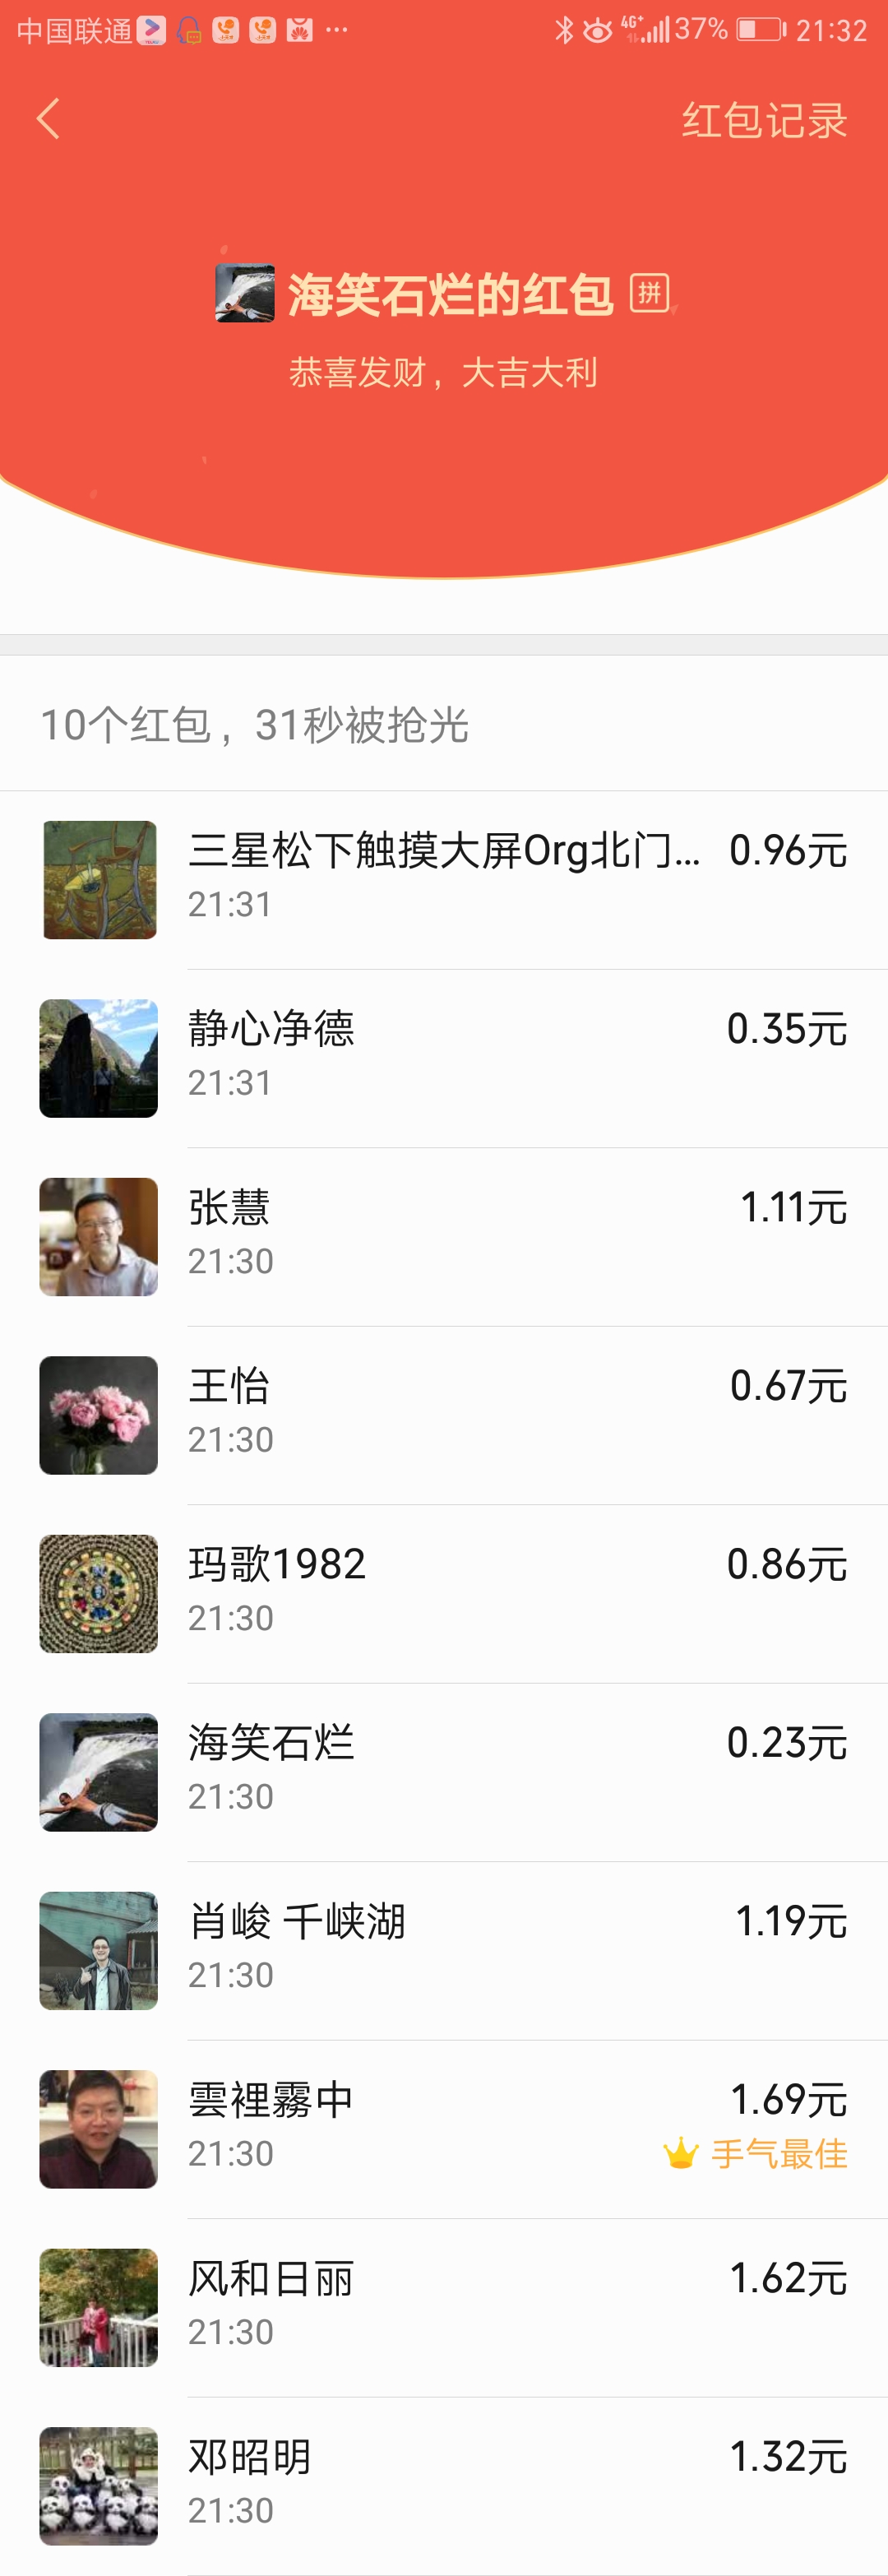 中国联通 ··· 4G+ 37% 21:32
红包记录
海笑石烂的红包 拼
恭喜发财，大吉大利
10个红包，31秒被抢光
三星松下触摸大屏Org北门... 0.96元
21:31
静心净德 0.35元
21:31
张慧 1.11元
21:30
王怡 0.67元
21:30
玛歌1982 0.86元
21:30
海笑石烂 0.23元
21:30
肖峻 千峡湖 1.19元
21:30
雲裡霧中 1.69元
21:30 手气最佳
风和日丽 1.62元
21:30
邓昭明 1.32元
21:30